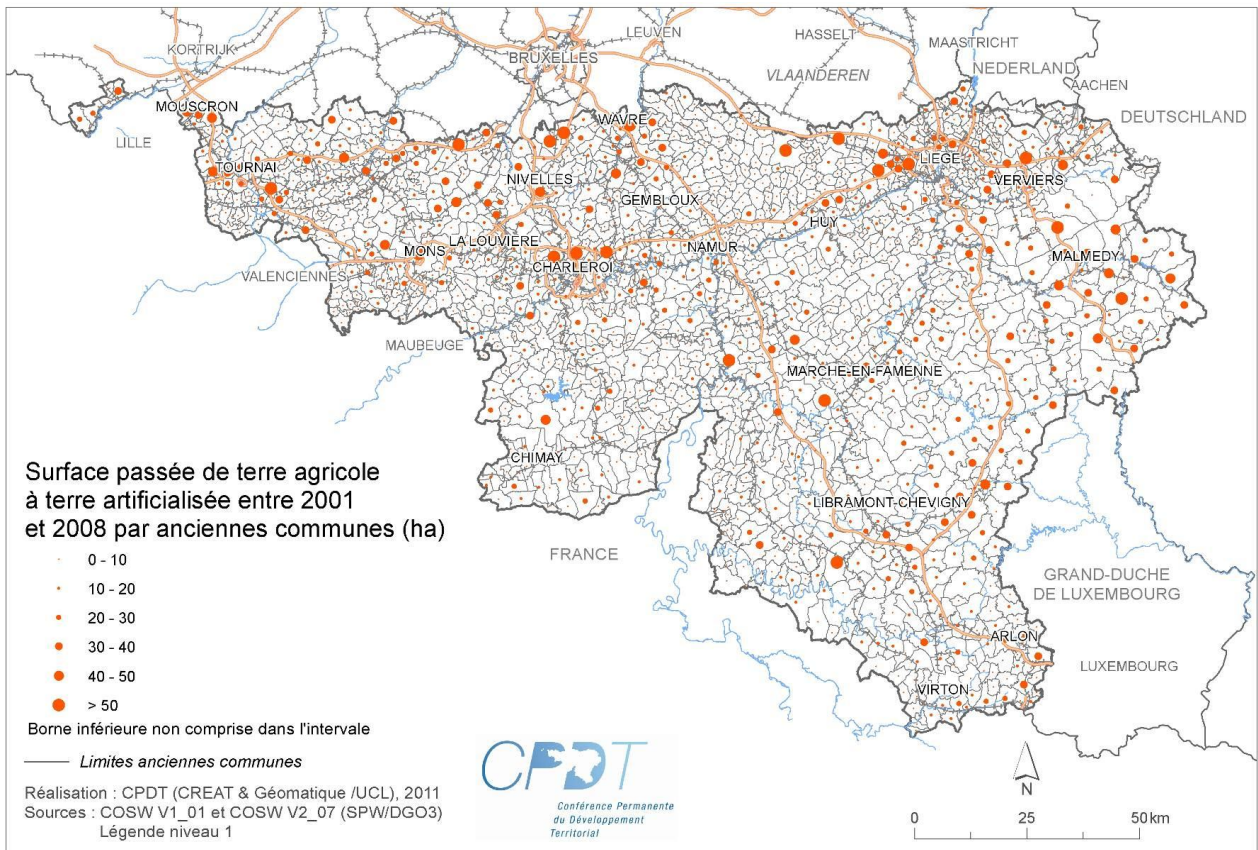 KORTRIJK
LEUVEN
HASSELT
MAASTRICHT
BRUXELLES
VLAANDEREN
NEDERLAND
AACHEN
MOUSCRON
WAVRE
DEUTSCHLAND
LILLE
TOURNAI
LIEGE
NIVELLES
VERVIERS
GEMBLOUX
HUY
LA LOUVIERE
NAMUR
MONS
MALMEDY
VALENCIENNES
CHARLEROI
MAUBEUGE
MARCHE-EN-FAMENNE
CHIMAY
LIBRAMONT-CHEVIGNY
FRANCE
GRAND-DUCHE
DE LUXEMBOURG
ARLON
LUXEMBOURG
VIRTON
Surface passée de terre agricole
à terre artificialisée entre 2001
et 2008 par anciennes communes (ha)
0 - 10
10 - 20
20 - 30
30 - 40
40 - 50
> 50
Borne inférieure non comprise dans l'intervale
Limites anciennes communes
Réalisation : CPDT (CREAT & Géomatique /UCL), 2011
Sources : COSW V1_01 et COSW V2_07 (SPW/DGO3)
Légende niveau 1
CPDT
Conférence Permanente
du Développement
Territorial
N
0 25 50 km